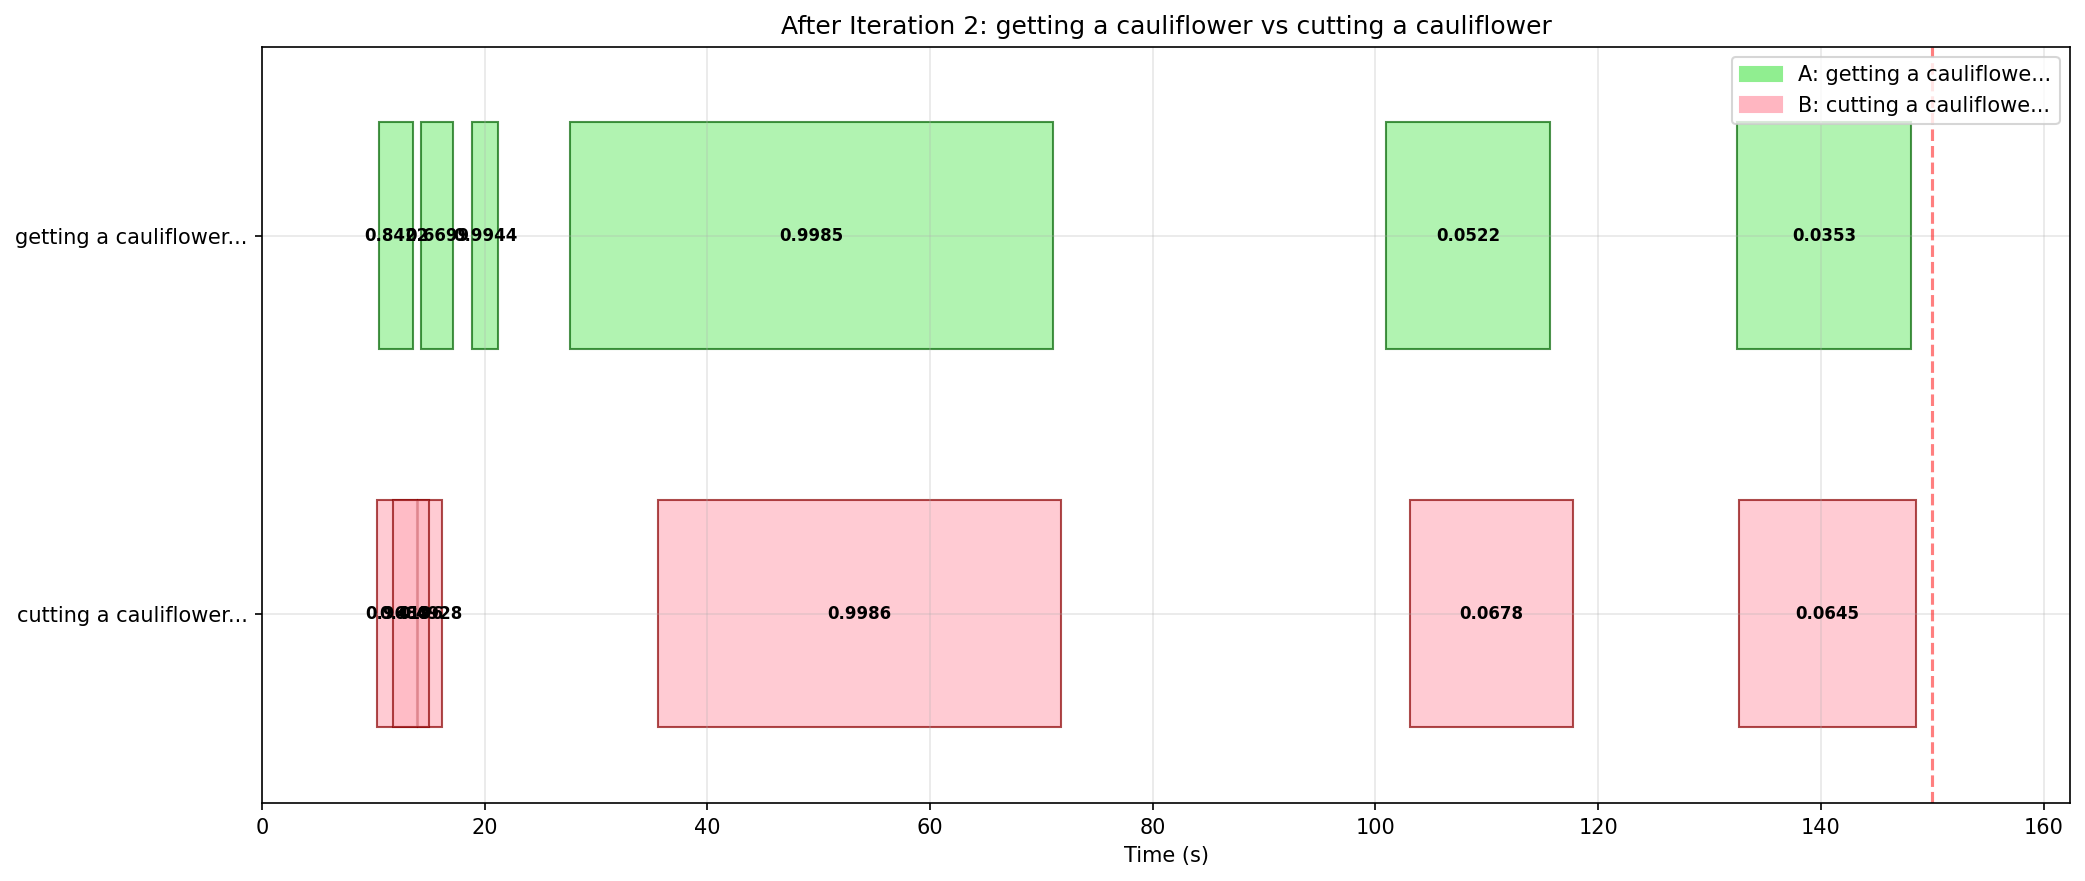 After Iteration 2: getting a cauliflower vs cutting a cauliflower
A: getting a cauliflowe...
B: cutting a cauliflowe...
getting a cauliflower...
0.9985
0.0522
0.0353
cutting a cauliflower...
0.9986
0.0678
0.0645
0 20 40 60 80 100 120 140 160
Time (s)